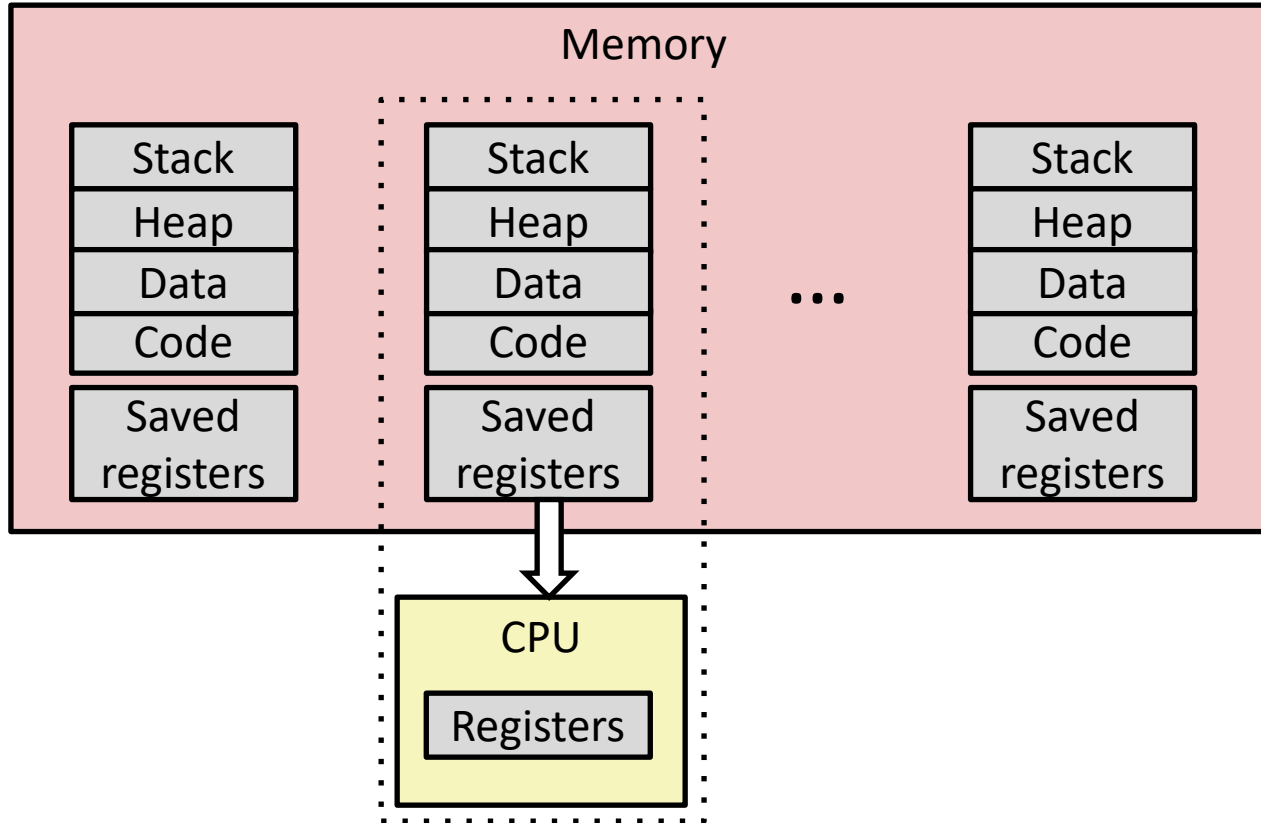 Memory
Stack
Heap
Data
Code
Saved
registers
Stack
Heap
Data
Code
Saved
registers
...
Stack
Heap
Data
Code
Saved
registers
CPU
Registers